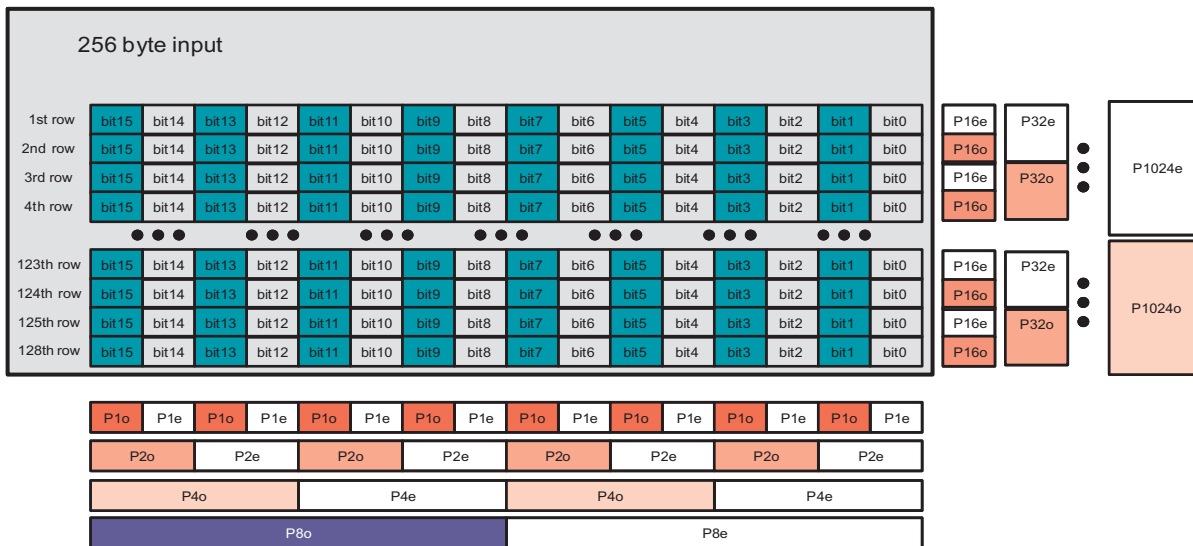 256 byte input
1st row bit15 bit14 bit13 bit12 bit11 bit10 bit9 bit8 bit7 bit6 bit5 bit4 bit3 bit2 bit1 bit0 P16e P32e P1024e
2nd row bit15 bit14 bit13 bit12 bit11 bit10 bit9 bit8 bit7 bit6 bit5 bit4 bit3 bit2 bit1 bit0 P16o
3rd row bit15 bit14 bit13 bit12 bit11 bit10 bit9 bit8 bit7 bit6 bit5 bit4 bit3 bit2 bit1 bit0 P16e P32o
4th row bit15 bit14 bit13 bit12 bit11 bit10 bit9 bit8 bit7 bit6 bit5 bit4 bit3 bit2 bit1 bit0 P16o
123th row bit15 bit14 bit13 bit12 bit11 bit10 bit9 bit8 bit7 bit6 bit5 bit4 bit3 bit2 bit1 bit0 P16e P32e P1024o
124th row bit15 bit14 bit13 bit12 bit11 bit10 bit9 bit8 bit7 bit6 bit5 bit4 bit3 bit2 bit1 bit0 P16o
125th row bit15 bit14 bit13 bit12 bit11 bit10 bit9 bit8 bit7 bit6 bit5 bit4 bit3 bit2 bit1 bit0 P16e P32o
128th row bit15 bit14 bit13 bit12 bit11 bit10 bit9 bit8 bit7 bit6 bit5 bit4 bit3 bit2 bit1 bit0 P16o
P1o P1e P1o P1e P1o P1e P1o P1e P1o P1e P1o P1e P1o P1e P1o P1e
P2o P2e P2o P2e P2o P2e P2o P2e
P4o P4e P4o P4e
P8o P8e